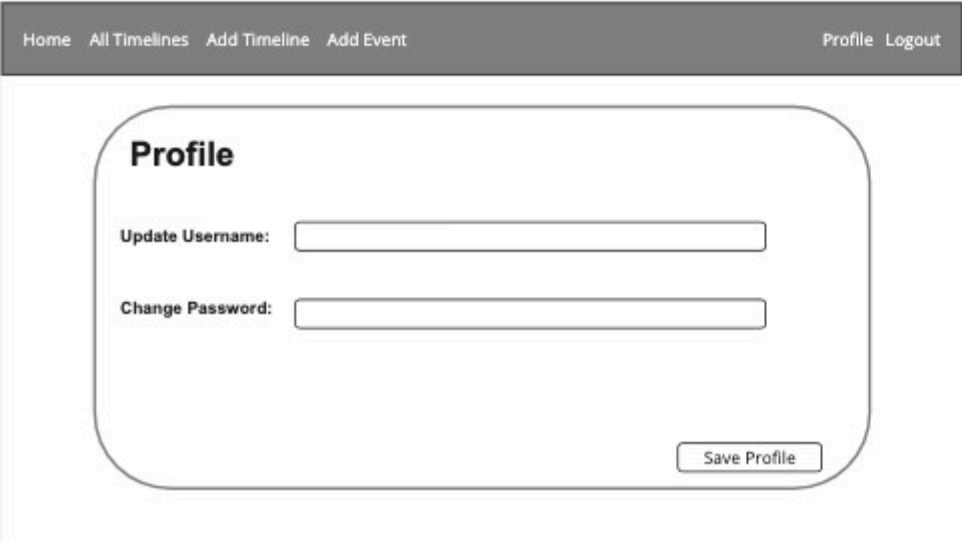 Home All Timelines Add Timeline Add Event Profile Logout
Profile
Update Username:
Change Password:
Save Profile